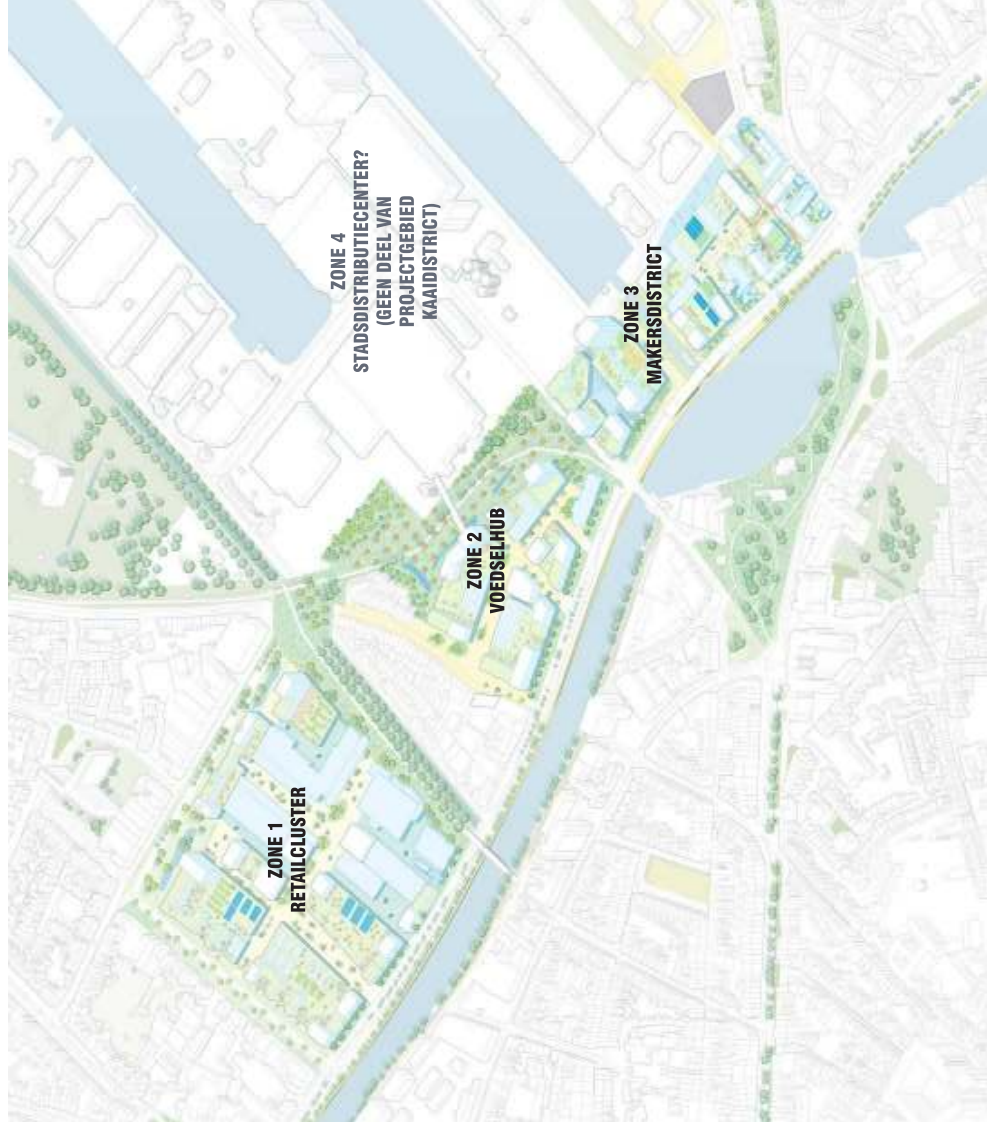 ZONE 1
RETAILCLUSTER
ZONE 2
VOEDSELHUB
ZONE 3
MAKERSDISTRICT
ZONE 4
STADSDISTRIBUTIECENTER?
(GEEN DEEL VAN
PROJECTGEBIED
KAAIDISTRICT)